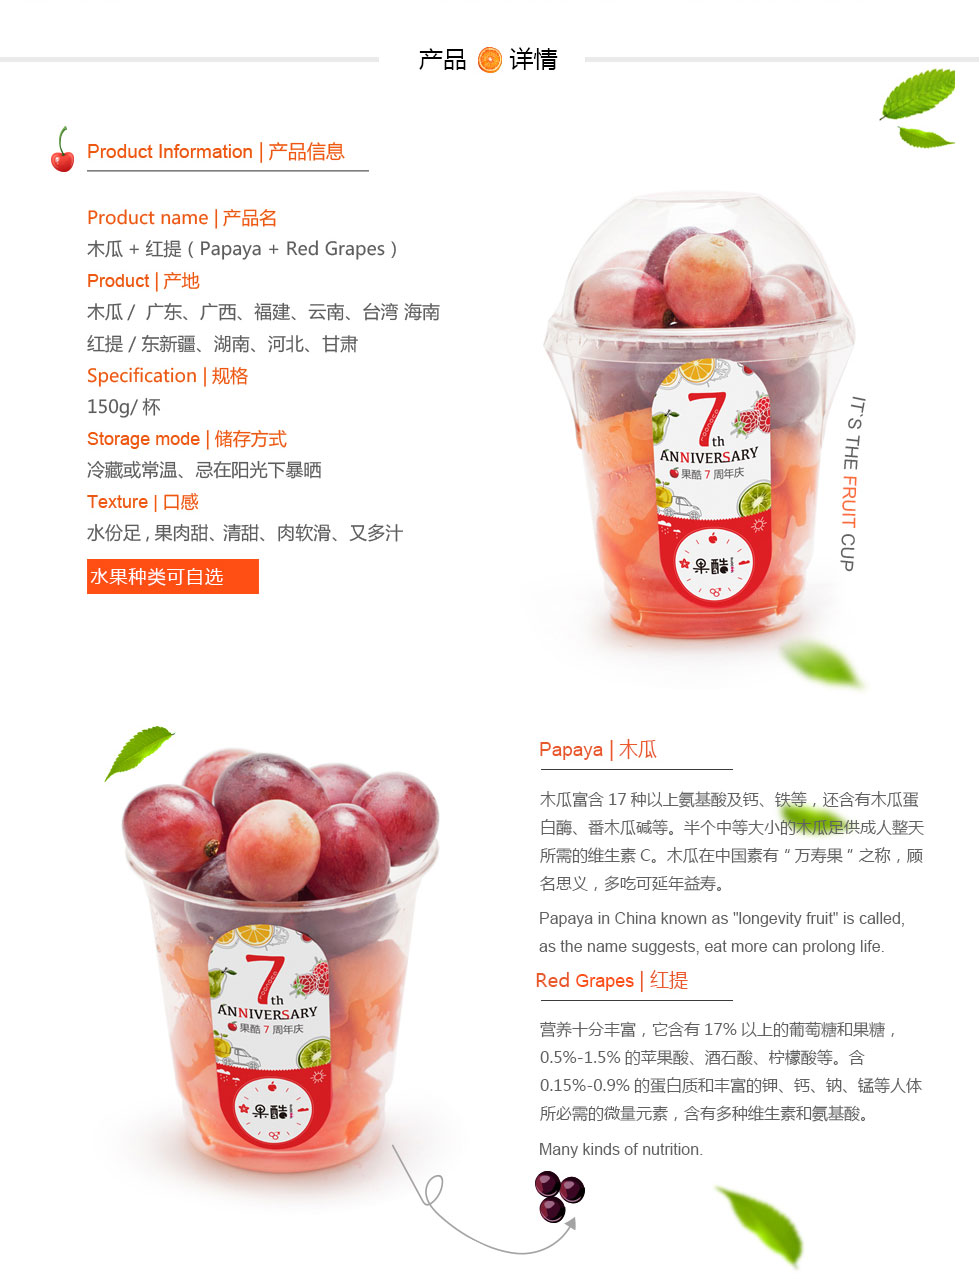 产品 详情
Product Information | 产品信息
Product name | 产品名
木瓜 + 红提 ( Papaya + Red Grapes )
Product | 产地
木瓜 / 广东、广西、福建、云南、台湾 海南
红提 / 东新疆、湖南、河北、甘肃
Specification | 规格
150g/ 杯
Storage mode | 储存方式
冷藏或常温、忌在阳光下暴晒
Texture | 口感
水份足 , 果肉甜、清甜、肉软滑、又多汁
水果种类可自选
7th
ANNIVERSARY
果酷 7 周年庆
果酷
IT`S THE FRUIT CUP
7th
ANNIVERSARY
果酷 7 周年庆
果酷
Papaya | 木瓜
木瓜富含 17 种以上氨基酸及钙、铁等，还含有木瓜蛋
白酶、番木瓜碱等。半个中等大小的木瓜足供成人整天
所需的维生素 C。木瓜在中国素有 “ 万寿果 “ 之称，顾
名思义，多吃可延年益寿。
Papaya in China known as "longevity fruit" is called,
as the name suggests, eat more can prolong life.
Red Grapes | 红提
营养十分丰富，它含有 17% 以上的葡萄糖和果糖，
0.5%-1.5% 的苹果酸、酒石酸、柠檬酸等。含
0.15%-0.9% 的蛋白质和丰富的钾、钙、钠、锰等人体
所必需的微量元素，含有多种维生素和氨基酸。
Many kinds of nutrition.